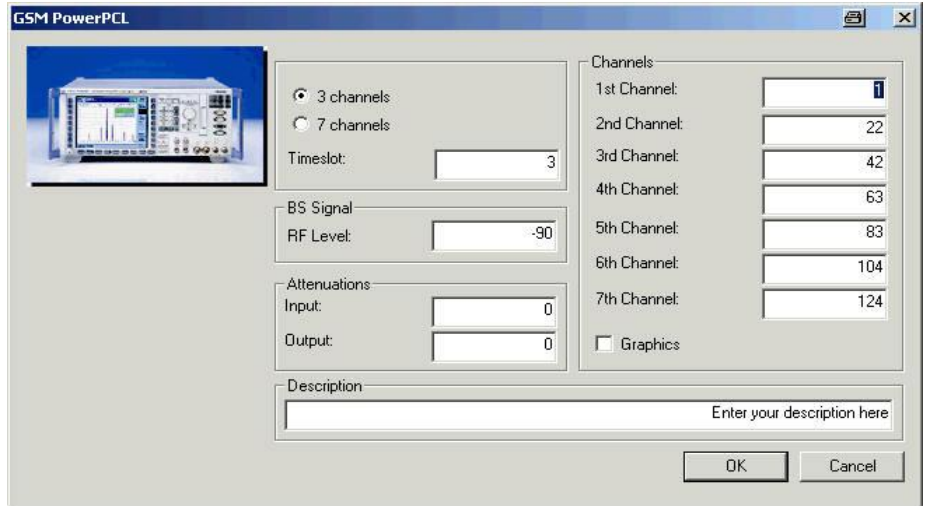 GSM PowerPCL
3 channels
7 channels
Timeslot: 3
BS Signal
RF Level: -90
Attenuations
Input: 0
Output: 0
Channels
1st Channel: 1
2nd Channel: 22
3rd Channel: 42
4th Channel: 63
5th Channel: 83
6th Channel: 104
7th Channel: 124
Graphics
Description
Enter your description here
OK Cancel